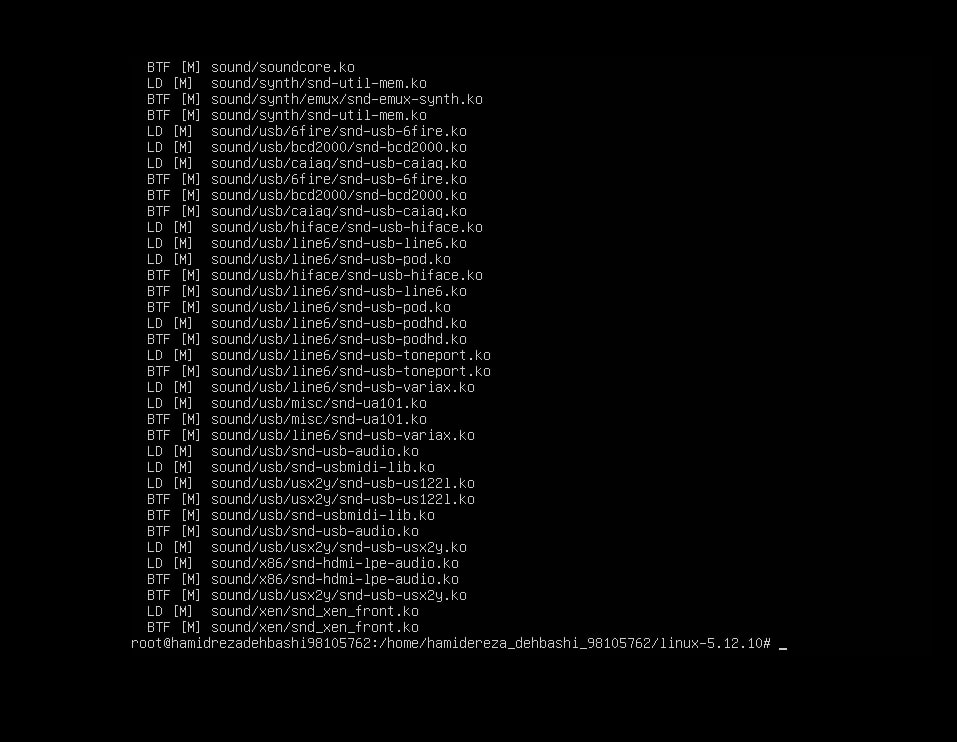 BTF [M] sound/soundcore.ko
LD [M]  sound/synth/snd-util-mem.ko
BTF [M] sound/synth/emux/snd-emux-synth.ko
BTF [M] sound/synth/snd-util-mem.ko
LD [M]  sound/usb/6fire/snd-usb-6fire.ko
LD [M]  sound/usb/bcd2000/snd-bcd2000.ko
LD [M]  sound/usb/caiaq/snd-usb-caiaq.ko
BTF [M] sound/usb/6fire/snd-usb-6fire.ko
BTF [M] sound/usb/bcd2000/snd-bcd2000.ko
BTF [M] sound/usb/caiaq/snd-usb-caiaq.ko
LD [M]  sound/usb/hiface/snd-usb-hiface.ko
LD [M]  sound/usb/line6/snd-usb-line6.ko
LD [M]  sound/usb/line6/snd-usb-pod.ko
BTF [M] sound/usb/hiface/snd-usb-hiface.ko
BTF [M] sound/usb/line6/snd-usb-line6.ko
BTF [M] sound/usb/line6/snd-usb-pod.ko
LD [M]  sound/usb/line6/snd-usb-podhd.ko
BTF [M] sound/usb/line6/snd-usb-podhd.ko
LD [M]  sound/usb/line6/snd-usb-toneport.ko
BTF [M] sound/usb/line6/snd-usb-toneport.ko
LD [M]  sound/usb/line6/snd-usb-variax.ko
LD [M]  sound/usb/misc/snd-ua101.ko
BTF [M] sound/usb/misc/snd-ua101.ko
BTF [M] sound/usb/line6/snd-usb-variax.ko
LD [M]  sound/usb/snd-usb-audio.ko
LD [M]  sound/usb/snd-usbmidi-lib.ko
LD [M]  sound/usb/usx2y/snd-usb-us122l.ko
BTF [M] sound/usb/usx2y/snd-usb-us122l.ko
BTF [M] sound/usb/snd-usbmidi-lib.ko
BTF [M] sound/usb/snd-usb-audio.ko
LD [M]  sound/usb/usx2y/snd-usb-usx2y.ko
LD [M]  sound/x86/snd-hdmi-lpe-audio.ko
BTF [M] sound/x86/snd-hdmi-lpe-audio.ko
BTF [M] sound/usb/usx2y/snd-usb-usx2y.ko
LD [M]  sound/xen/snd_xen_front.ko
BTF [M] sound/xen/snd_xen_front.ko
root@hamidrezadehbashi98105762:/home/hamidereza_dehbashi_98105762/linux-5.12.10# _